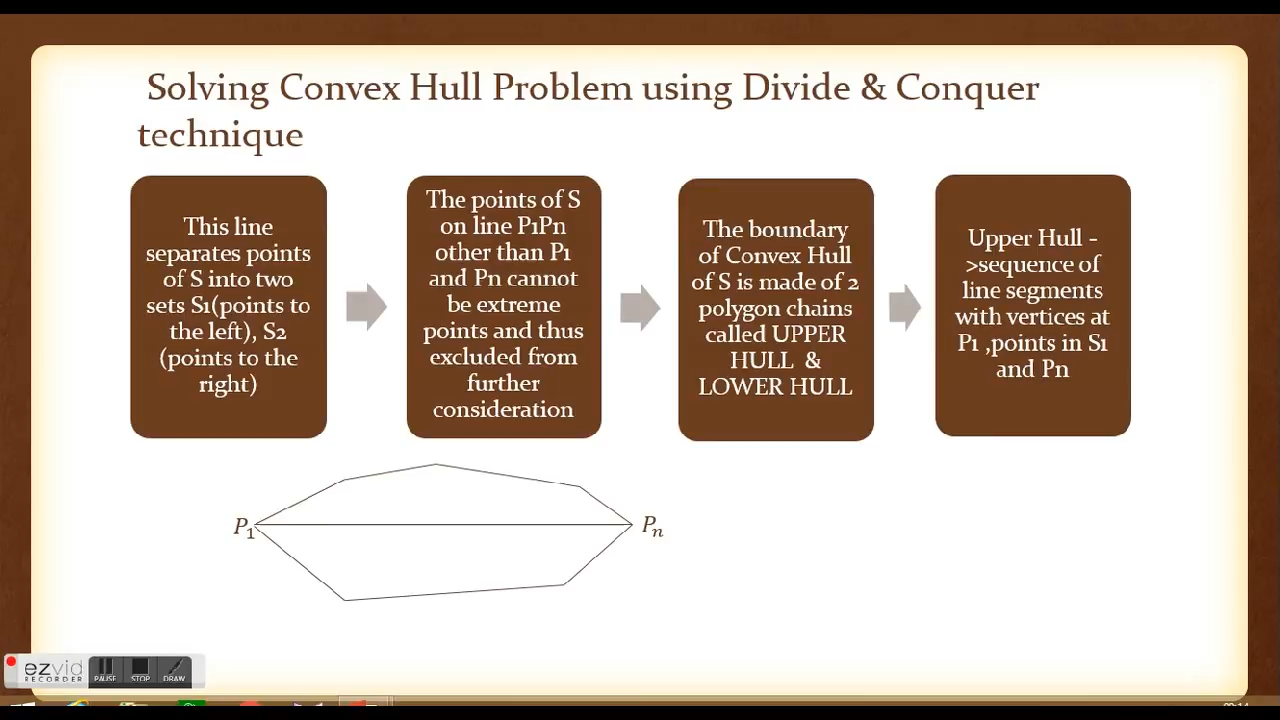 Solving Convex Hull Problem using Divide & Conquer
technique
This line
separates points
of S into two
sets S1(points to
the left), S2
(points to the
right)
The points of S
on line P1Pn
other than P1
and Pn cannot
be extreme
points and thus
excluded from
further
consideration
The boundary
of Convex Hull
of S is made of 2
polygon chains
called UPPER
HULL &
LOWER HULL
Upper Hull -
>sequence of
line segments
with vertices at
P1 ,points in S1
and Pn
P1
Pn
ezvid
RECORDER
PAUSE
STOP
DRAW